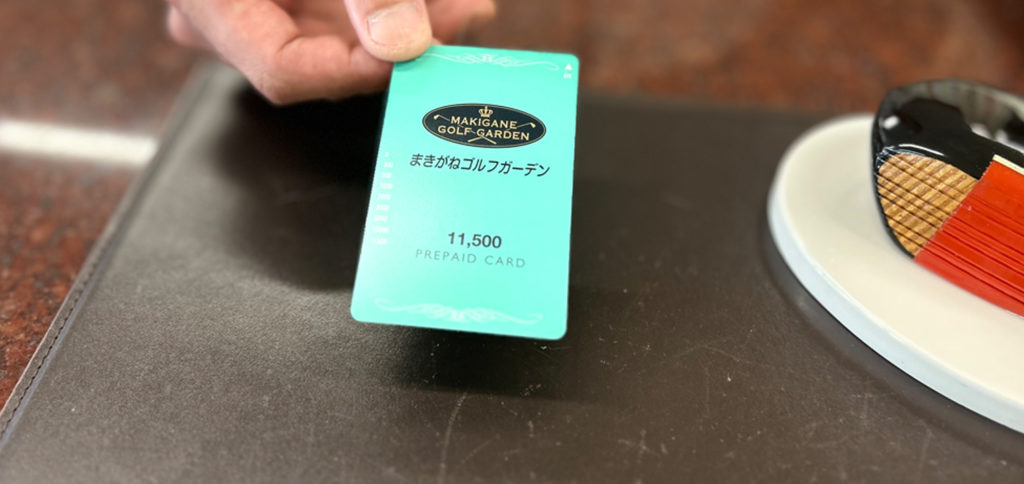 MAKIGANE
GOLF GARDEN
まきがねゴルフガーデン
11,500
PREPAID CARD